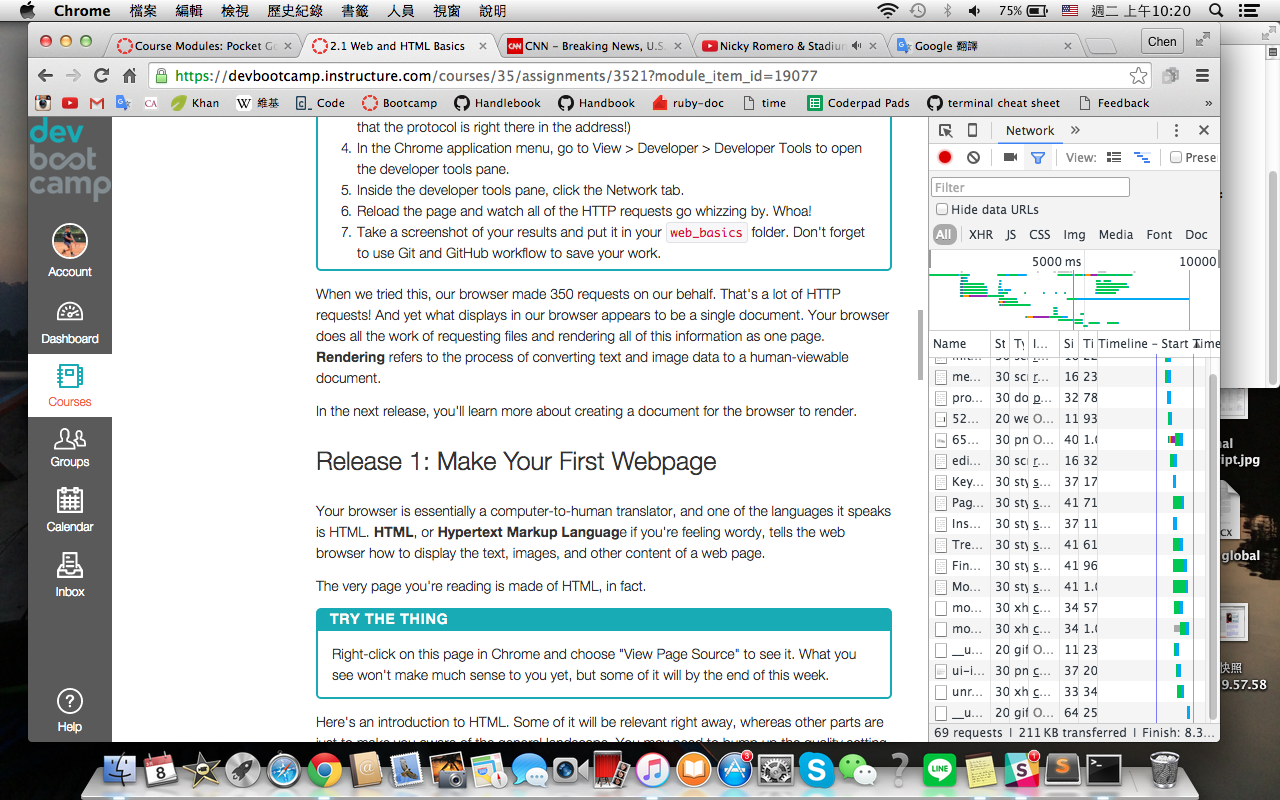 Chrome 檔案 編輯 檢視 歷史紀錄 書籤 人員 視窗 說明 75% 週二 上午10:20
Course Modules: Pocket Go 2.1 Web and HTML Basics CNN – Breaking News, U.S. Nicky Romero & Stadiu Google 翻譯 Chen
https://devbootcamp.instructure.com/courses/35/assignments/3521?module_item_id=19077
CA Khan 維基 Code Bootcamp Handlebook Handbook ruby-doc time Coderpad Pads terminal cheat sheet Feedback »
dev
boot
camp
Account
Dashboard
Courses
Groups
Calendar
Inbox
Help
that the protocol is right there in the address!)
4. In the Chrome application menu, go to View > Developer > Developer Tools to open
the developer tools pane.
5. Inside the developer tools pane, click the Network tab.
6. Reload the page and watch all of the HTTP requests go whizzing by. Whoa!
7. Take a screenshot of your results and put it in your web_basics folder. Don't forget
to use Git and GitHub workflow to save your work.
When we tried this, our browser made 350 requests on our behalf. That's a lot of HTTP
requests! And yet what displays in our browser appears to be a single document. Your browser
does all the work of requesting files and rendering all of this information as one page.
Rendering refers to the process of converting text and image data to a human-viewable
document.
In the next release, you'll learn more about creating a document for the browser to render.
Release 1: Make Your First Webpage
Your browser is essentially a computer-to-human translator, and one of the languages it speaks
is HTML. HTML, or Hypertext Markup Language if you're feeling wordy, tells the web
browser how to display the text, images, and other content of a web page.
The very page you're reading is made of HTML, in fact.
TRY THE THING
Right-click on this page in Chrome and choose "View Page Source" to see it. What you
see won't make much sense to you yet, but some of it will by the end of this week.
Here's an introduction to HTML. Some of it will be relevant right away, whereas other parts are
Network »
View: Prese
Filter
Hide data URLs
All XHR JS CSS Img Media Font Doc
5000 ms 10000
Name St Ty I... Si Ti Timeline – Start Time
me... 30 sc r... 16 23
pro... 30 do p... 32 78
52... 20 we O... 11 93
65... 30 pn O... 40 1.0
edi... 30 sc r... 16 32
Key... 30 sty s... 37 17
Pag... 30 sty s... 41 71
Ins... 30 sty s... 37 11
Tre... 30 sty s... 41 61
Fin... 30 sty s... 41 96
Mo... 30 sty s... 41 1.0
mo... 30 xh c... 34 57
mo... 30 xh c... 34 1.0
__u... 20 gif O... 11 23
ui-i... 30 pn c... 37 20
unr... 30 xh c... 33 34
__u... 20 gif O... 64 25
69 requests | 211 KB transferred | Finish: 8.3...
ipt.jpg
global
快照
9.57.58
8
3
LINE
1